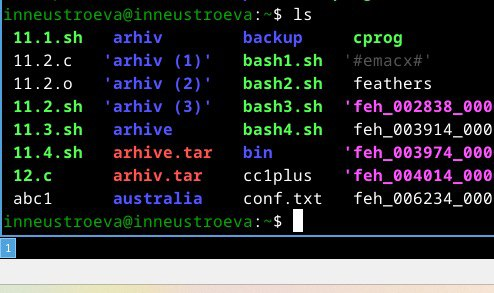 inneustroeva@inneustroeva:~$ ls
11.1.sh arhiv backup cprog
11.2.c 'arhiv (1)' bash1.sh '#emacx#'
11.2.o 'arhiv (2)' bash2.sh feathers
11.2.sh 'arhiv (3)' bash3.sh 'feh_002838_000
11.3.sh arhive bash4.sh feh_003914_000
11.4.sh arhive.tar bin 'feh_003974_000
12.c arhiv.tar cc1plus 'feh_004014_000
abc1 australia conf.txt feh_006234_000
inneustroeva@inneustroeva:~$
1